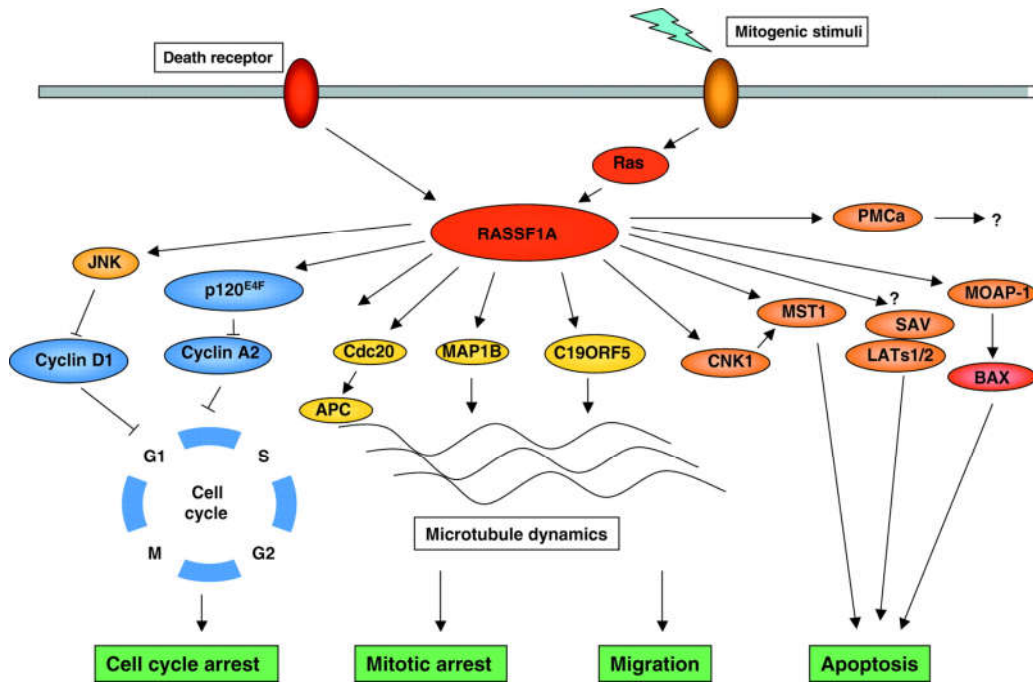 Mitogenic stimuli
Death receptor
Ras
PMCa
?
RASSF1A
JNK
p120E4F
MOAP-1
?
MST1
SAV
Cyclin D1
Cyclin A2
Cdc20
MAP1B
C19ORF5
CNK1
LATs1/2
BAX
APC
G1
S
Cell
cycle
M
G2
Microtubule dynamics
Cell cycle arrest
Mitotic arrest
Migration
Apoptosis